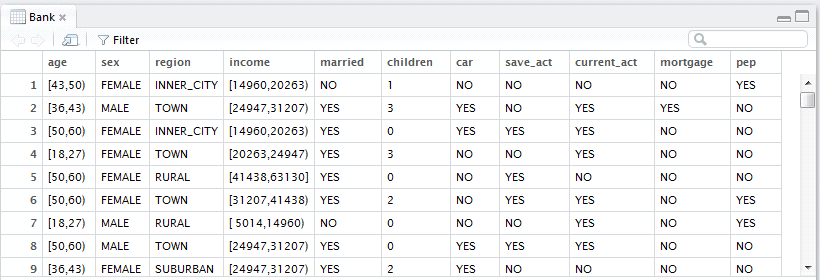 Bank
Filter
age sex region income married children car save_act current_act mortgage pep
1 [43,50) FEMALE INNER_CITY [14960,20263) NO 1 NO NO NO NO YES
2 [36,43) MALE TOWN [24947,31207) YES 3 YES NO YES YES NO
3 [50,60) FEMALE INNER_CITY [14960,20263) YES 0 YES YES YES NO NO
4 [18,27) FEMALE TOWN [20263,24947) YES 3 NO NO YES NO NO
5 [50,60) FEMALE RURAL [41438,63130] YES 0 NO YES NO NO NO
6 [50,60) FEMALE TOWN [31207,41438) YES 2 NO YES YES NO YES
7 [18,27) MALE RURAL [ 5014,14960) NO 0 NO NO YES NO YES
8 [50,60) MALE TOWN [24947,31207) YES 0 YES YES YES NO NO
9 [36,43) FEMALE SUBURBAN [24947,31207) YES 2 YES NO NO NO NO